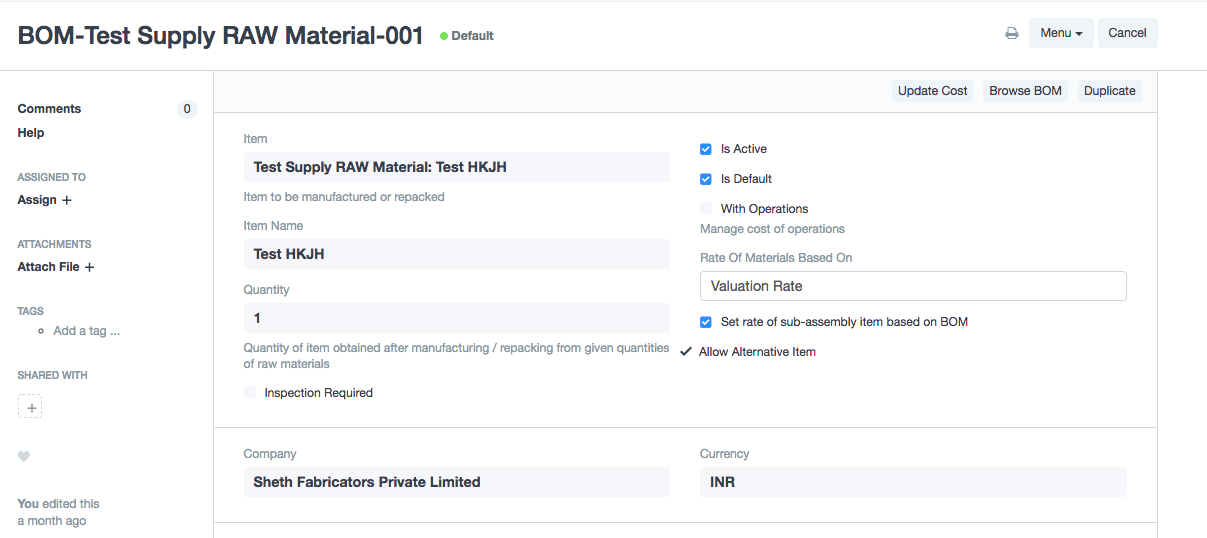 BOM-Test Supply RAW Material-001
Default
Menu
Cancel
Comments
0
Help
ASSIGNED TO
Assign +
ATTACHMENTS
Attach File +
TAGS
Add a tag ...
SHARED WITH
+
You edited this
a month ago
Update Cost
Browse BOM
Duplicate
Item
Test Supply RAW Material: Test HKJH
Item to be manufactured or repacked
Item Name
Test HKJH
Quantity
1
Quantity of item obtained after manufacturing / repacking from given quantities
of raw materials
Inspection Required
Is Active
Is Default
With Operations
Manage cost of operations
Rate Of Materials Based On
Valuation Rate
Set rate of sub-assembly item based on BOM
Allow Alternative Item
Company
Sheth Fabricators Private Limited
Currency
INR